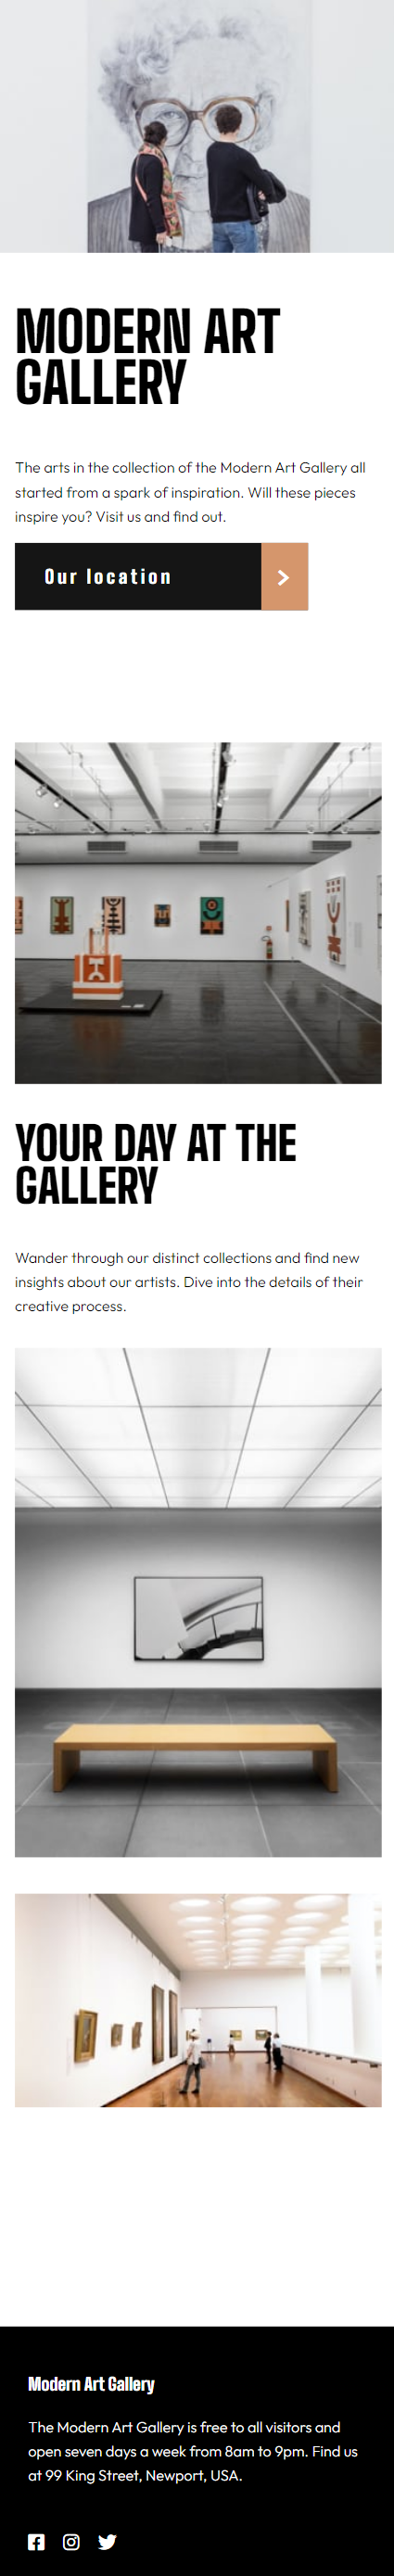 MODERN ART
GALLERY
The arts in the collection of the Modern Art Gallery all
started from a spark of inspiration. Will these pieces
inspire you? Visit us and find out.
Our location
YOUR DAY AT THE
GALLERY
Wander through our distinct collections and find new
insights about our artists. Dive into the details of their
creative process.
Modern Art Gallery
The Modern Art Gallery is free to all visitors and
open seven days a week from 8am to 9pm. Find us
at 99 King Street, Newport, USA.